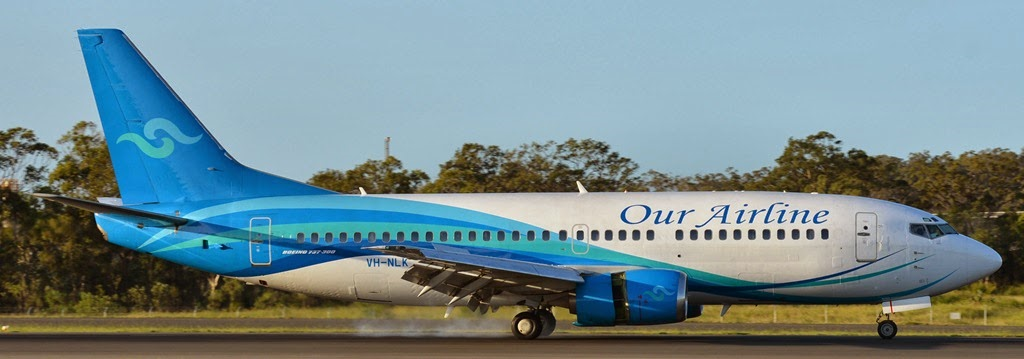 Our Airline
BOEING 737-300
VH-NLK